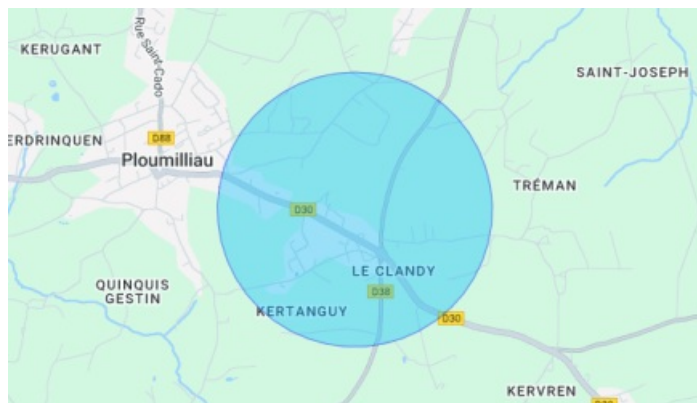 KERUGANT
Rue Saint-Cado
SAINT-JOSEPH
ERDRINQUEN
D88
Ploumilliau
TRÉMAN
D30
LE CLANDY
QUINQUIS
GESTIN
D38
KERTANGUY
D30
KERVREN